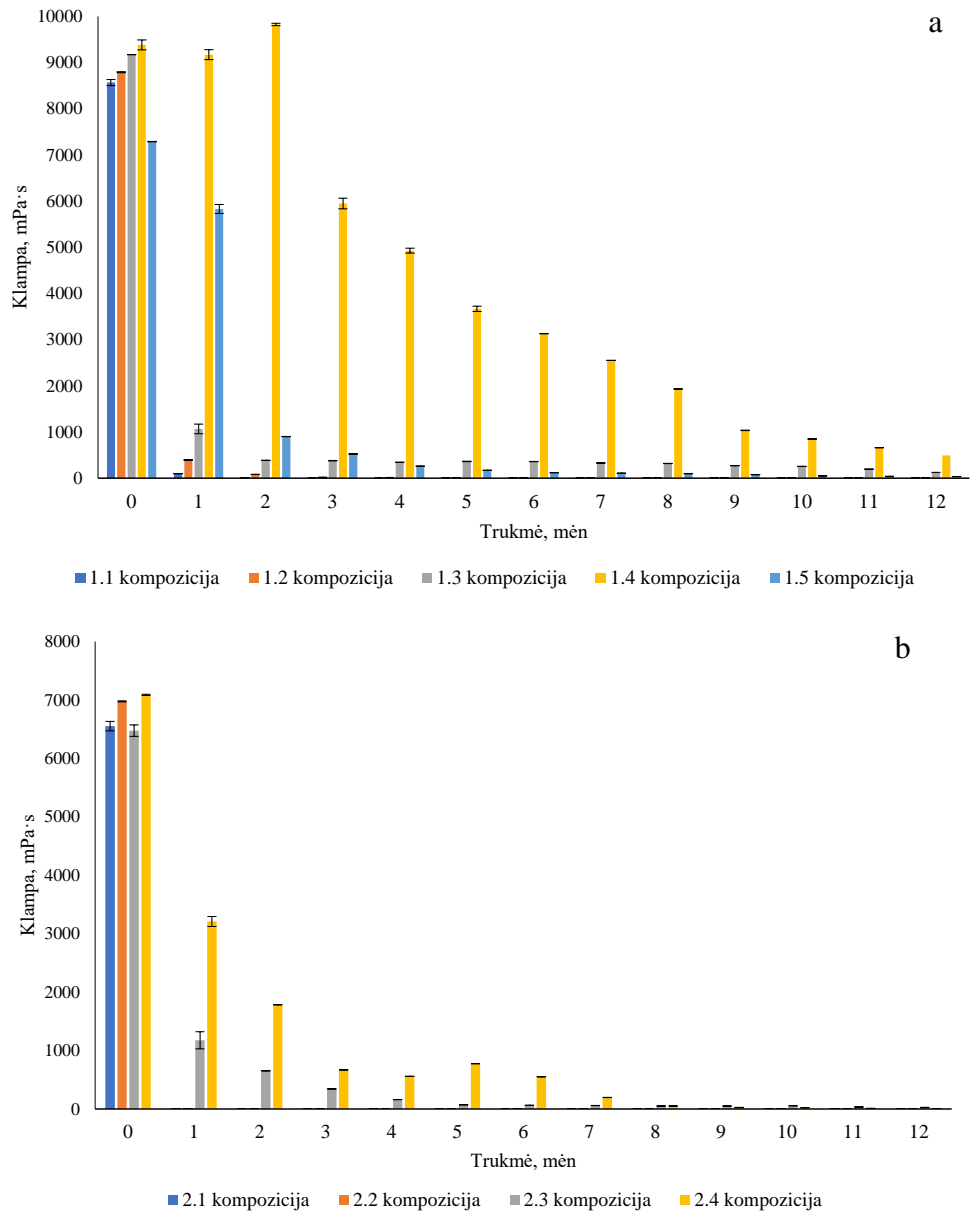 a
10000
9000
8000
7000
6000
5000
4000
3000
2000
1000
0
Klampa, mPa·s
0 1 2 3 4 5 6 7 8 9 10 11 12
Trukmė, mėn
1.1 kompozicija 1.2 kompozicija 1.3 kompozicija 1.4 kompozicija 1.5 kompozicija
b
8000
7000
6000
5000
4000
3000
2000
1000
0
Klampa, mPa·s
0 1 2 3 4 5 6 7 8 9 10 11 12
Trukmė, mėn
2.1 kompozicija 2.2 kompozicija 2.3 kompozicija 2.4 kompozicija